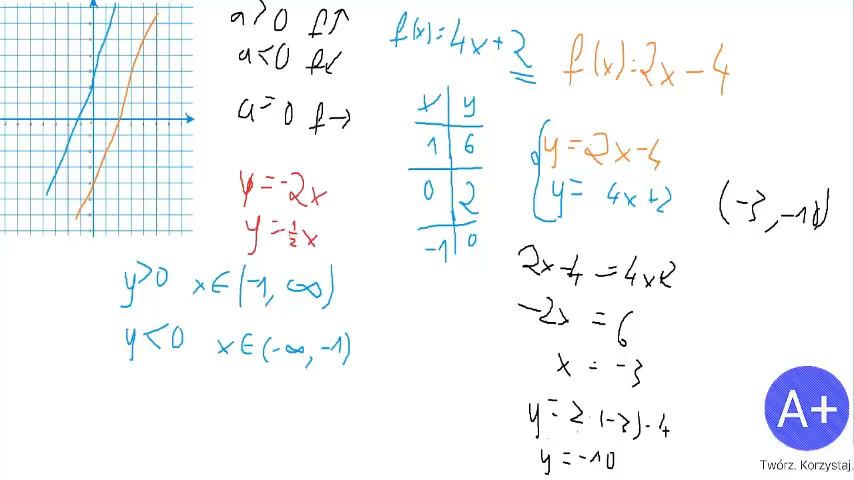 a > 0 f↑
a < 0 f↙
a = 0 f→
f(x) = 4x + 2
f(x) = 2x - 4
x | y
1 | 6
0 | 2
-1 | 0
y = 2x - 4
y = 4x + 2
(-3, -10)
y = -2x
y = 1/2 x
y > 0 x ∈ (-1, ∞)
y < 0 x ∈ (-∞, -1)
2x - 4 = 4x 2
-2x = 6
x = -3
y = 2 · (-3) - 4
y = -10
A+
Twórz. Korzystaj.